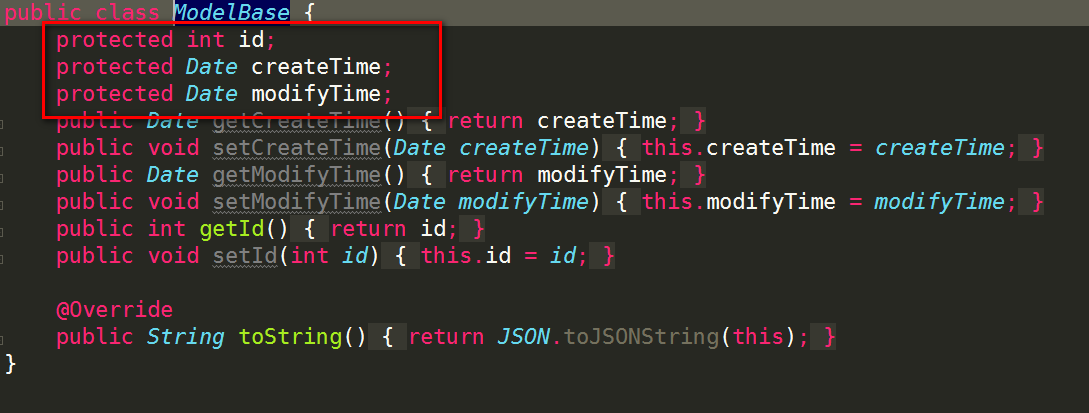 public class ModelBase {
protected int id;
protected Date createTime;
protected Date modifyTime;
public Date getCreateTime() { return createTime; }
public void setCreateTime(Date createTime) { this.createTime = createTime; }
public Date getModifyTime() { return modifyTime; }
public void setModifyTime(Date modifyTime) { this.modifyTime = modifyTime; }
public int getId() { return id; }
public void setId(int id) { this.id = id; }
@Override
public String toString() { return JSON.toJSONString(this); }
}